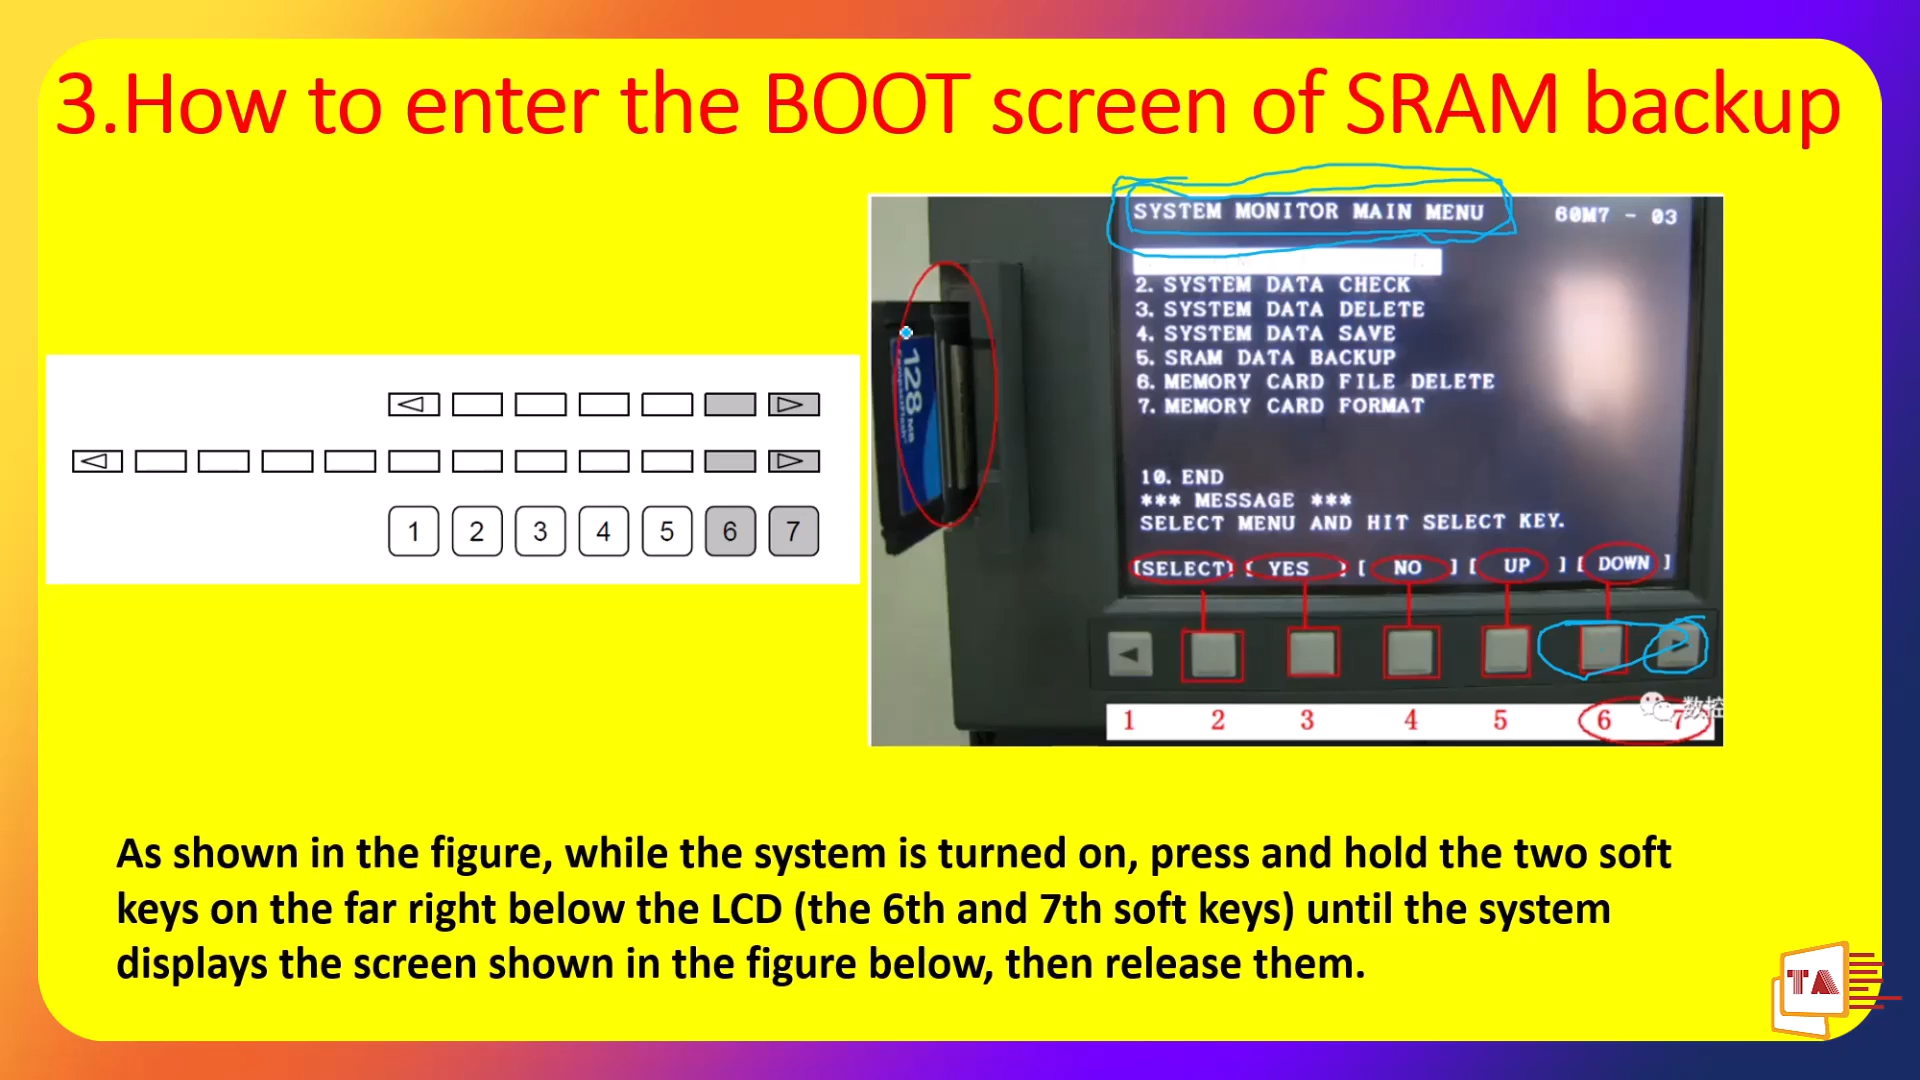 3.How to enter the BOOT screen of SRAM backup
SYSTEM MONITOR MAIN MENU 60M7 - 03
2. SYSTEM DATA CHECK
3. SYSTEM DATA DELETE
4. SYSTEM DATA SAVE
5. SRAM DATA BACKUP
6. MEMORY CARD FILE DELETE
7. MEMORY CARD FORMAT
10. END
*** MESSAGE ***
SELECT MENU AND HIT SELECT KEY.
[SELECT] [ YES ] [ NO ] [ UP ] [ DOWN ]
128MB
CompactFlash
1 2 3 4 5 6 7
1 2 3 4 5 6 7
数控
As shown in the figure, while the system is turned on, press and hold the two soft
keys on the far right below the LCD (the 6th and 7th soft keys) until the system
displays the screen shown in the figure below, then release them.
TA